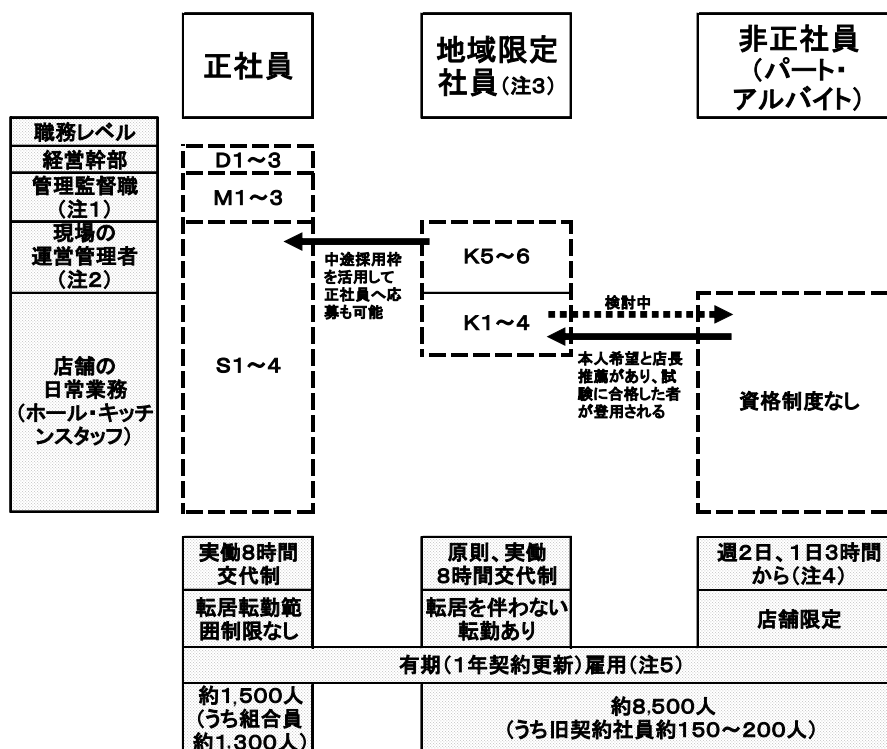 正社員
地域限定
社員(注3)
非正社員
(パート・
アルバイト)
職務レベル
経営幹部
D1～3
管理監督職
(注1)
M1～3
現場の
運営管理者
(注2)
中途採用枠
を活用して
正社員へ応
募も可能
K5～6
K1～4
検討中
本人希望と店長
推薦があり、試
験に合格した者
が登用される
店舗の
日常業務
(ホール・キッチ
ンスタッフ)
S1～4
資格制度なし
実働8時間
交代制
原則、実働
8時間交代制
週2日、1日3時間
から(注4)
転居転勤範
囲制限なし
転居を伴わない
転勤あり
店舗限定
有期(1年契約更新)雇用(注5)
約1,500人
(うち組合員
約1,300人)
約8,500人
(うち旧契約社員約150～200人)